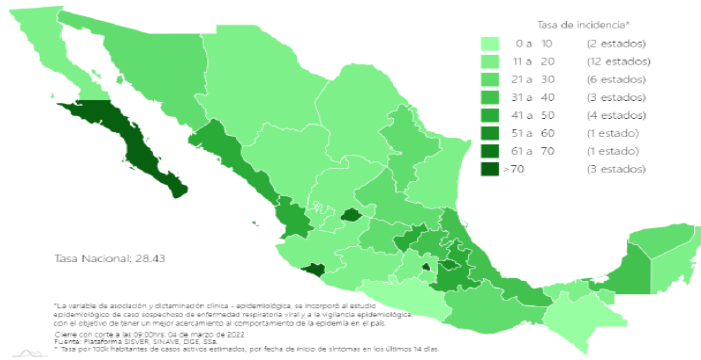 Tasa de incidencia*
0 a 10 (2 estados)
11 a 20 (12 estados)
21 a 30 (6 estados)
31 a 40 (3 estados)
41 a 50 (4 estados)
51 a 60 (1 estado)
61 a 70 (1 estado)
>70 (3 estados)
Tasa Nacional: 28.43
*La variable de asociación y dictaminación clínica - epidemiológica, se incorporó al estudio
epidemiológico de caso sospechoso de enfermedad respiratoria viral y a la vigilancia epidemiológica,
con el objetivo de tener un mejor acercamiento al comportamiento de la epidemia en el país.
Cierre con corte a las 09:00hrs, 04 de marzo de 2022
Fuente: Plataforma SISVER, SINAVE, DGE, SSa.
* Tasa por 100k habitantes de casos activos estimados, por fecha de inicio de síntomas en los últimos 14 días.